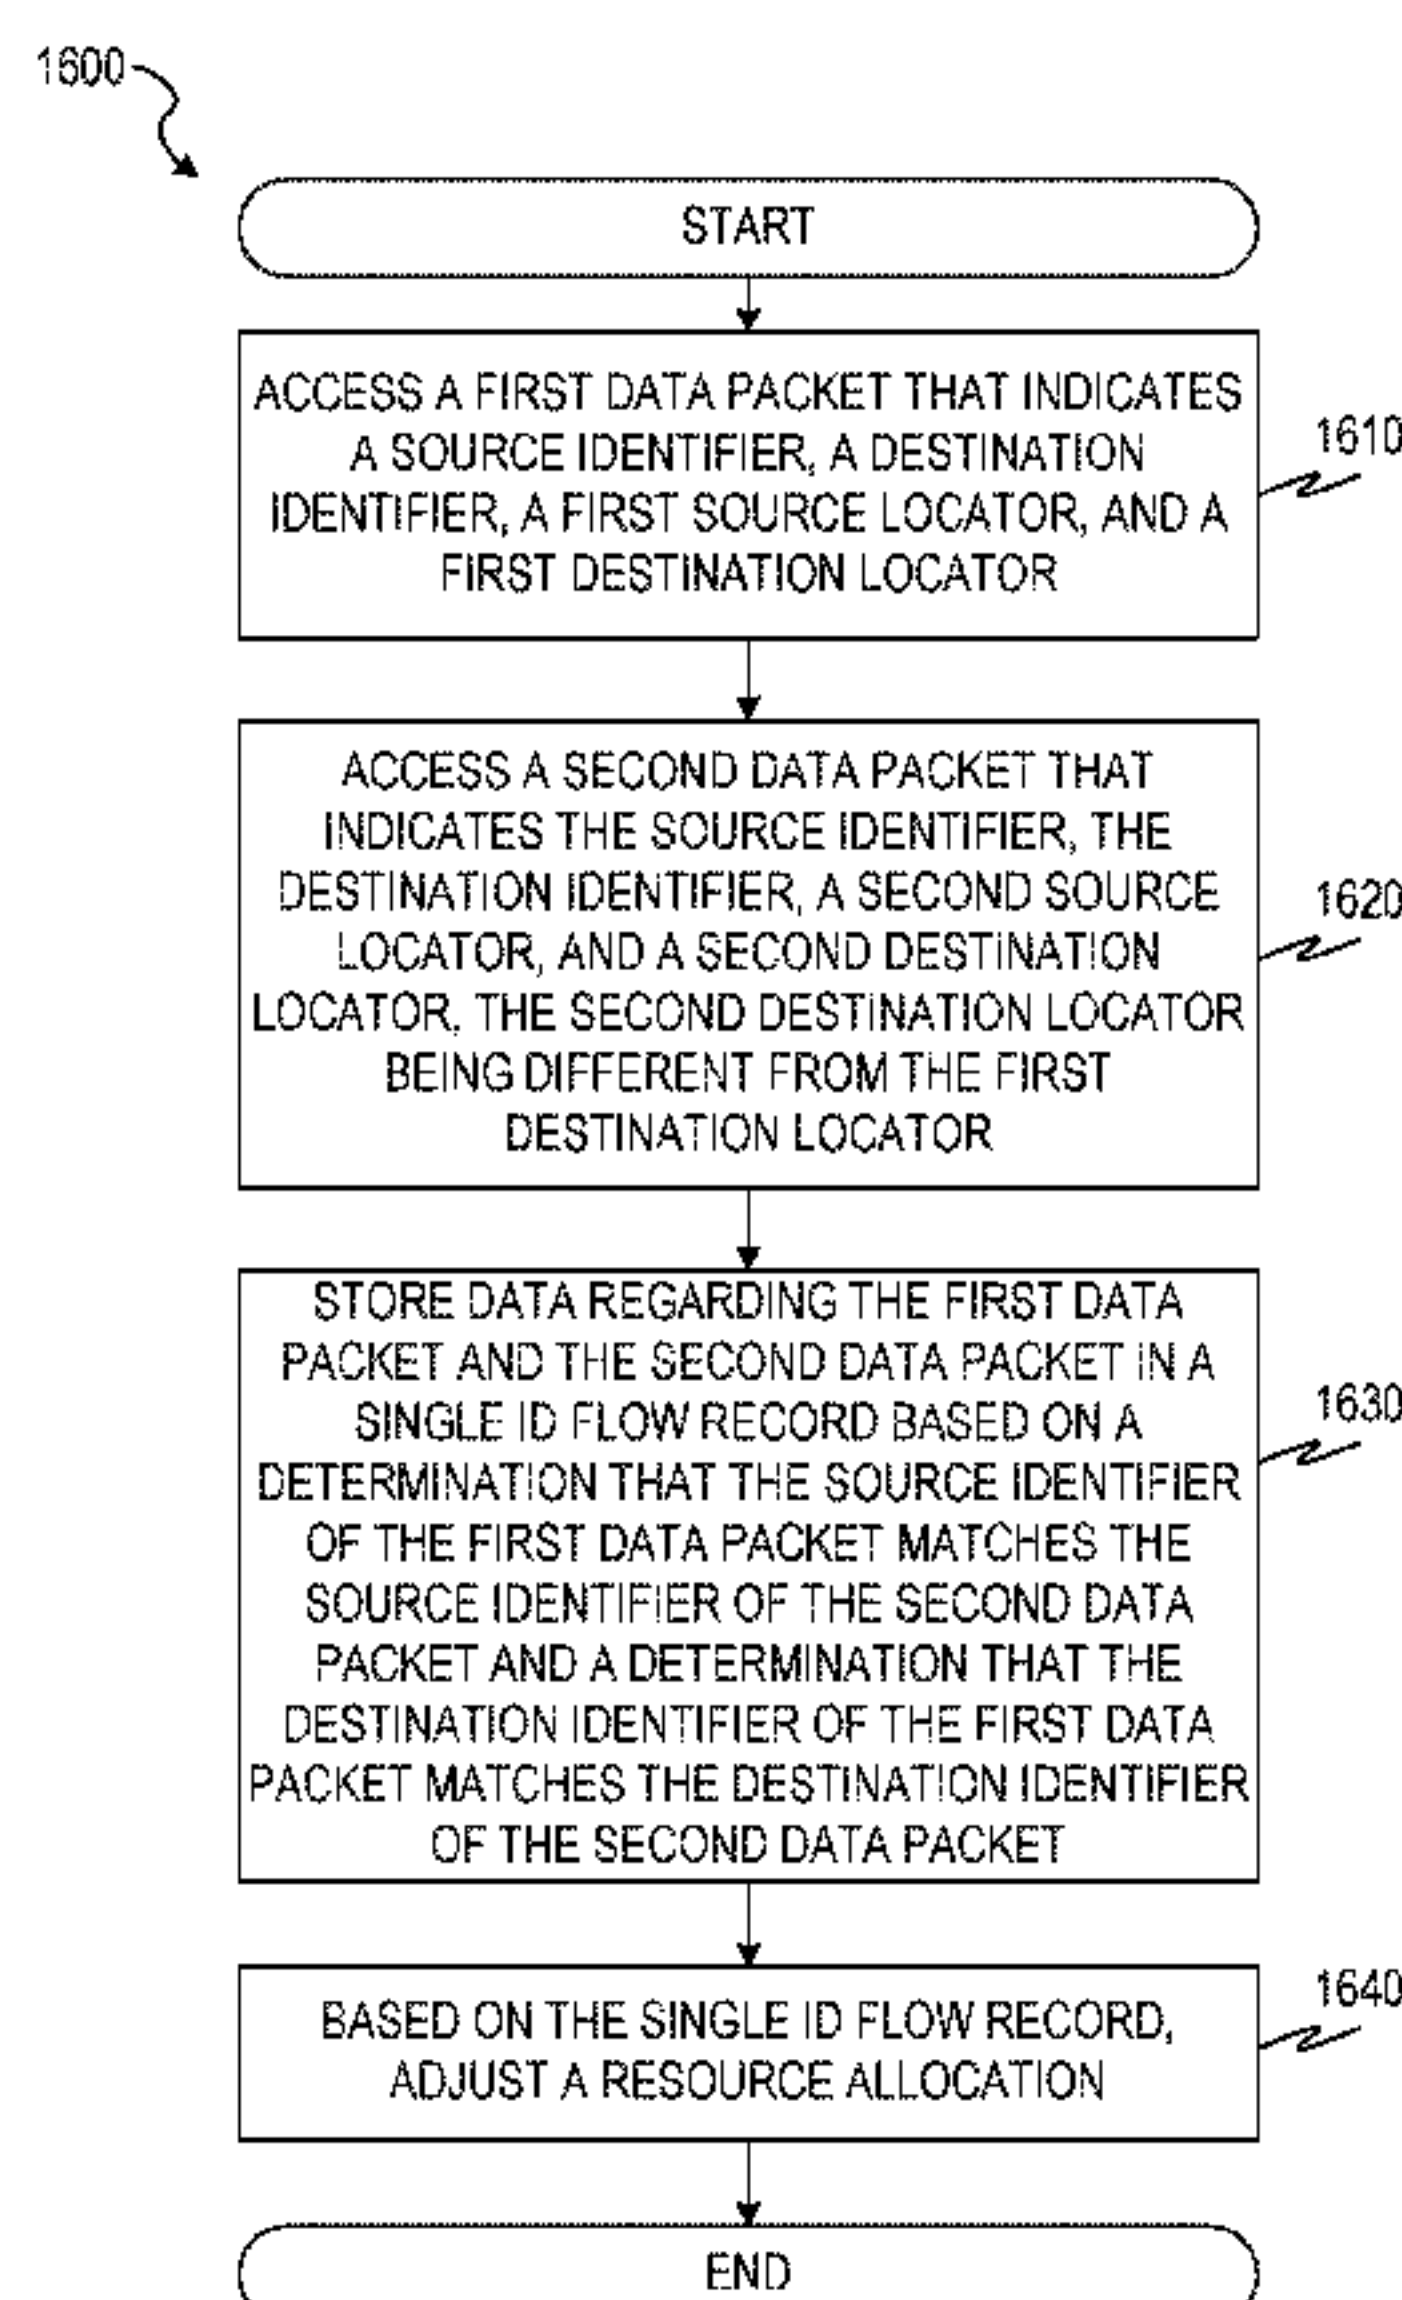 1600
START
ACCESS A FIRST DATA PACKET THAT INDICATES
A SOURCE IDENTIFIER, A DESTINATION
IDENTIFIER, A FIRST SOURCE LOCATOR, AND A
FIRST DESTINATION LOCATOR
1610
ACCESS A SECOND DATA PACKET THAT
INDICATES THE SOURCE IDENTIFIER, THE
DESTINATION IDENTIFIER, A SECOND SOURCE
LOCATOR, AND A SECOND DESTINATION
LOCATOR, THE SECOND DESTINATION LOCATOR
BEING DIFFERENT FROM THE FIRST
DESTINATION LOCATOR
1620
STORE DATA REGARDING THE FIRST DATA
PACKET AND THE SECOND DATA PACKET IN A
SINGLE ID FLOW RECORD BASED ON A
DETERMINATION THAT THE SOURCE IDENTIFIER
OF THE FIRST DATA PACKET MATCHES THE
SOURCE IDENTIFIER OF THE SECOND DATA
PACKET AND A DETERMINATION THAT THE
DESTINATION IDENTIFIER OF THE FIRST DATA
PACKET MATCHES THE DESTINATION IDENTIFIER
OF THE SECOND DATA PACKET
1630
BASED ON THE SINGLE ID FLOW RECORD,
ADJUST A RESOURCE ALLOCATION
1640
END